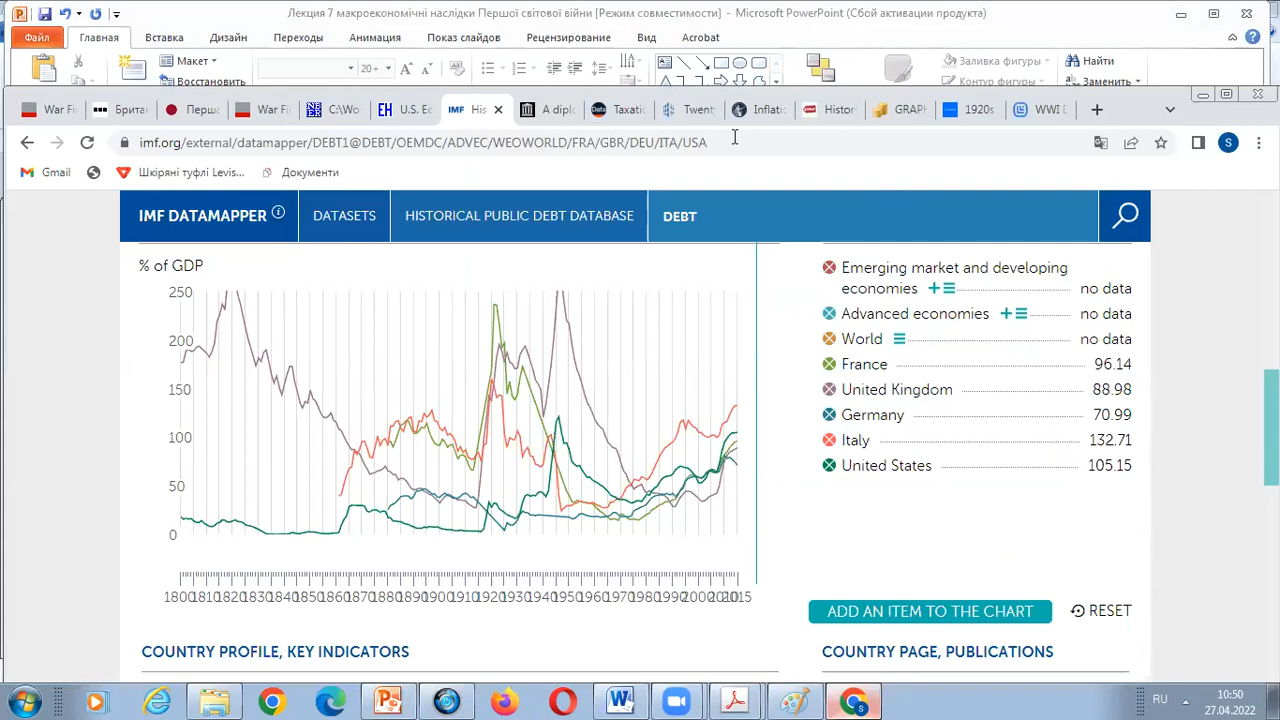 Лекция 7 макроекономічні наслідки Першої світової війни [Режим совместимости] - Microsoft PowerPoint (Сбой активации продукта)
Файл Главная Вставка Дизайн Переходы Анимация Показ слайдов Рецензирование Вид Acrobat
Макет 20 Заливка фигуры Найти
Восстановить Контур фигуры Заменить
War Fi Брита Перша War Fi C:\Wo U.S. Ec IMF His A dipl Taxati Twent Inflati Histor GRAPH 1920s WWI D
imf.org/external/datamapper/DEBT1@DEBT/OEMDC/ADVEC/WEOWORLD/FRA/GBR/DEU/ITA/USA S
Gmail Шкіряні туфлі Levis... Документи
IMF DATAMAPPER DATASETS HISTORICAL PUBLIC DEBT DATABASE DEBT
% of GDP
250
200
150
100
50
0
1800 1810 1820 1830 1840 1850 1860 1870 1880 1890 1900 1910 1920 1930 1940 1950 1960 1970 1980 1990 2000 2015
Emerging market and developing
economies no data
Advanced economies no data
World no data
France 96.14
United Kingdom 88.98
Germany 70.99
Italy 132.71
United States 105.15
ADD AN ITEM TO THE CHART RESET
COUNTRY PROFILE, KEY INDICATORS
COUNTRY PAGE, PUBLICATIONS
RU 10:50
27.04.2022